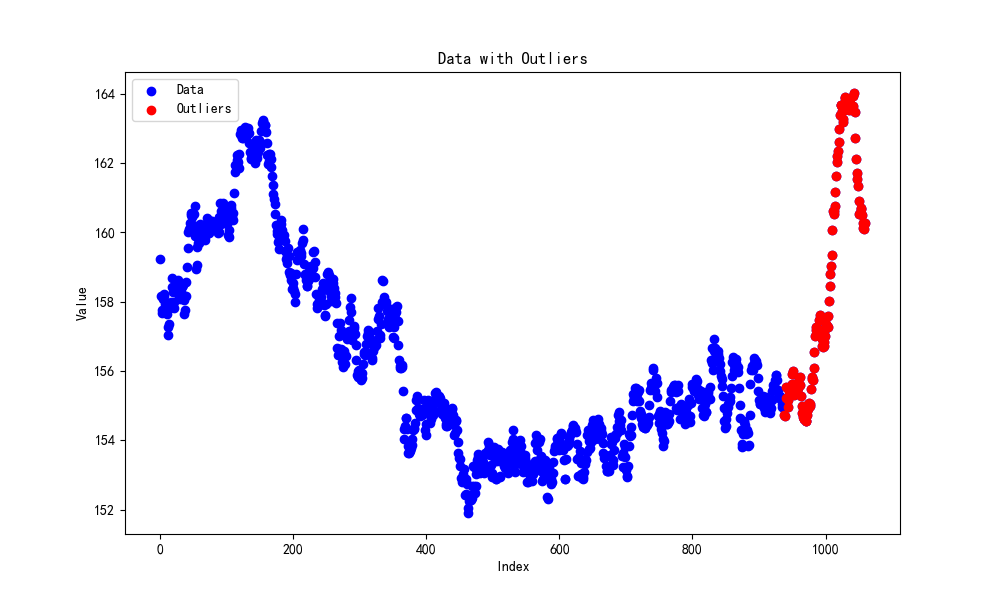 Data with Outliers
Data
Outliers
164
162
160
158
156
154
152
Value
0 200 400 600 800 1000
Index